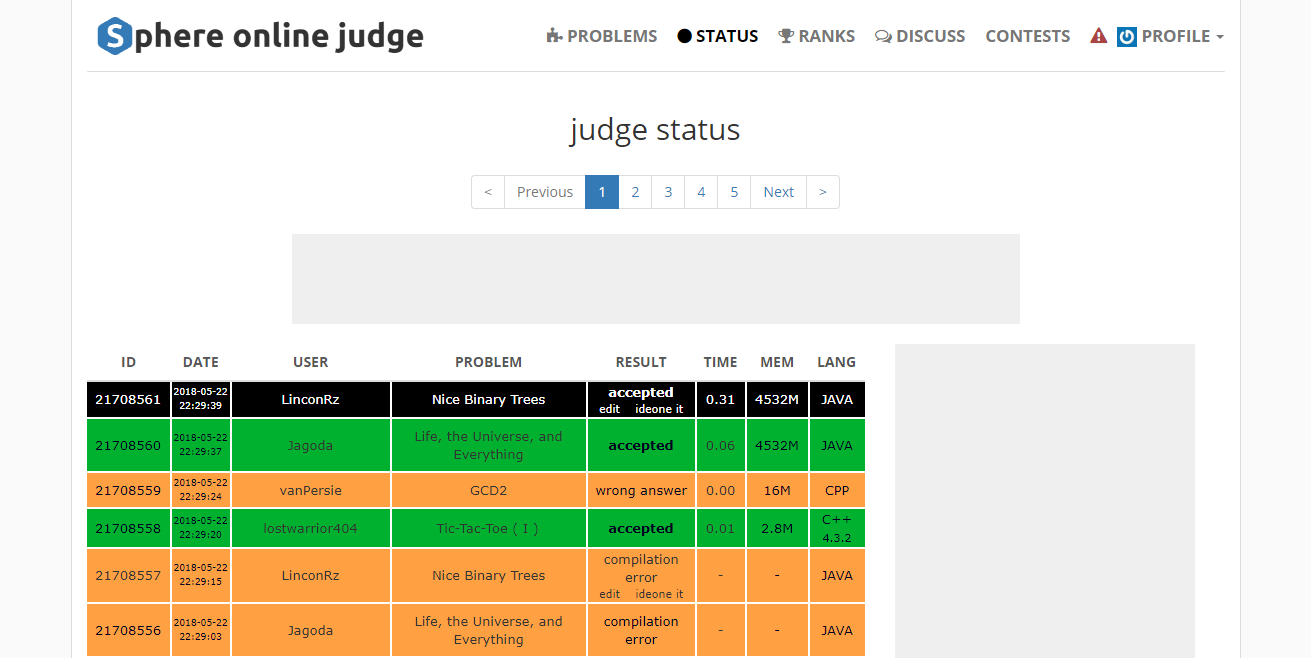 Sphere online judge PROBLEMS STATUS RANKS DISCUSS CONTESTS PROFILE
judge status
< Previous 1 2 3 4 5 Next >
ID DATE USER PROBLEM RESULT TIME MEM LANG
21708561 2018-05-22 22:29:39 LinconRz Nice Binary Trees accepted edit ideone it 0.31 4532M JAVA
21708560 2018-05-22 22:29:37 Jagoda Life, the Universe, and Everything accepted 0.06 4532M JAVA
21708559 2018-05-22 22:29:24 vanPersie GCD2 wrong answer 0.00 16M CPP
21708558 2018-05-22 22:29:20 lostwarrior404 Tic-Tac-Toe ( I ) accepted 0.01 2.8M C++ 4.3.2
21708557 2018-05-22 22:29:15 LinconRz Nice Binary Trees compilation error edit ideone it - - JAVA
21708556 2018-05-22 22:29:03 Jagoda Life, the Universe, and Everything compilation error - - JAVA